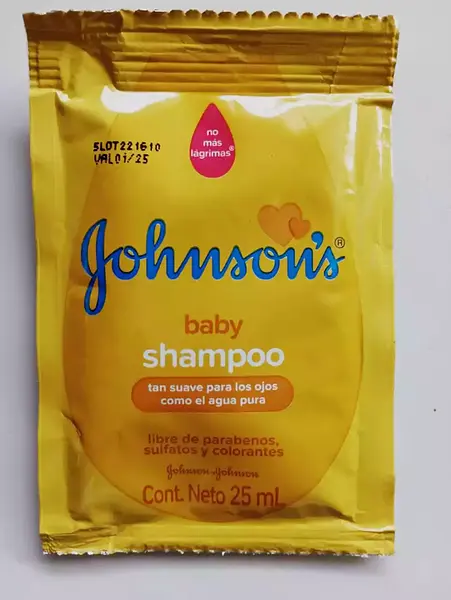 no
más
lágrimas®
5LOT221610
VAL01/25
Johnson's®
baby
shampoo
tan suave para los ojos
como el agua pura
libre de parabenos,
sulfatos y colorantes
Johnson & Johnson
Cont. Neto 25 mL